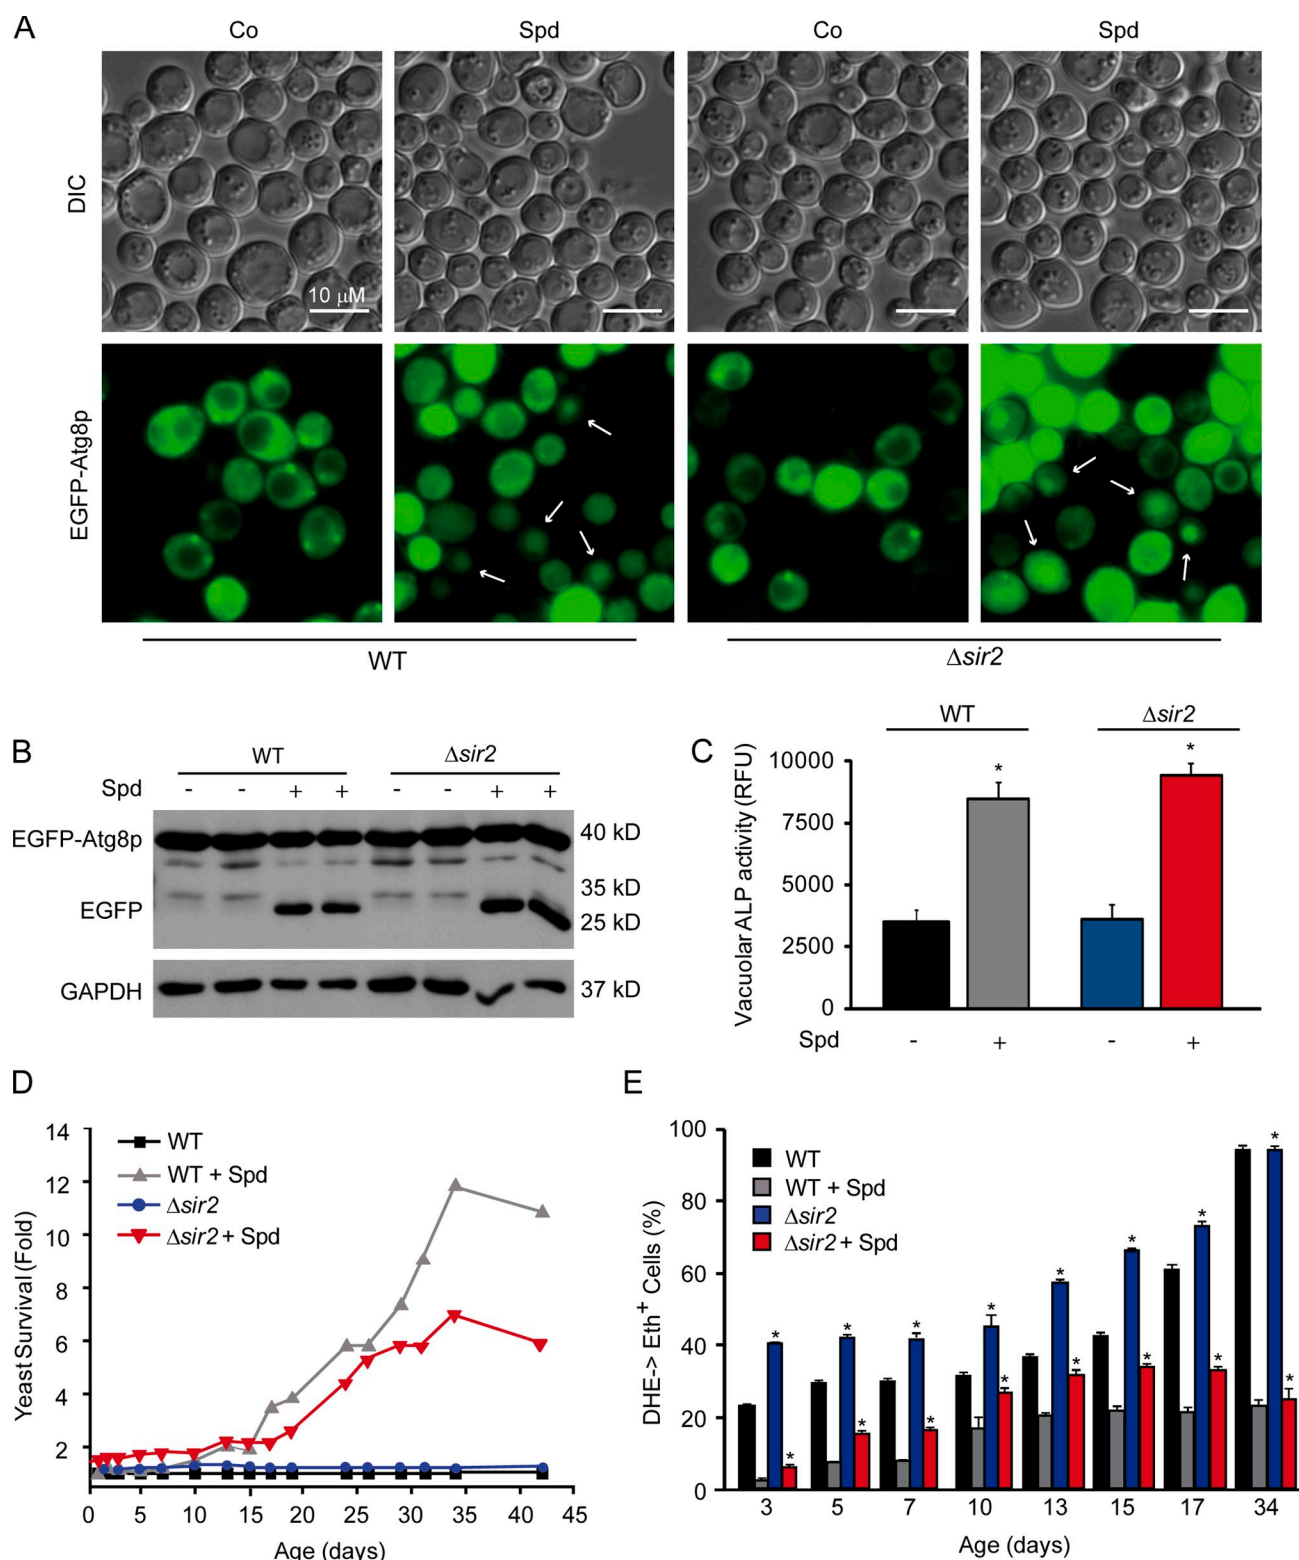 A
Co Spd Co Spd
DIC
10 µM
EGFP-Atg8p
WT Δsir2
B
WT Δsir2
Spd - - + + - - + +
EGFP-Atg8p 40 kD
35 kD
EGFP 25 kD
GAPDH 37 kD
C
WT Δsir2
Vacuolar ALP activity (RFU)
10000
7500
5000
2500
0
* *
Spd - + - +
D
Yeast Survival (Fold)
14
12
10
8
6
4
2
WT
WT + Spd
Δsir2
Δsir2 + Spd
0 5 10 15 20 25 30 35 40 45
Age (days)
E
DHE-> Eth+ Cells (%)
100
80
60
40
20
0
WT
WT + Spd
Δsir2
Δsir2 + Spd
* * * * * * * * * * * * * * * *
3 5 7 10 13 15 17 34
Age (days)